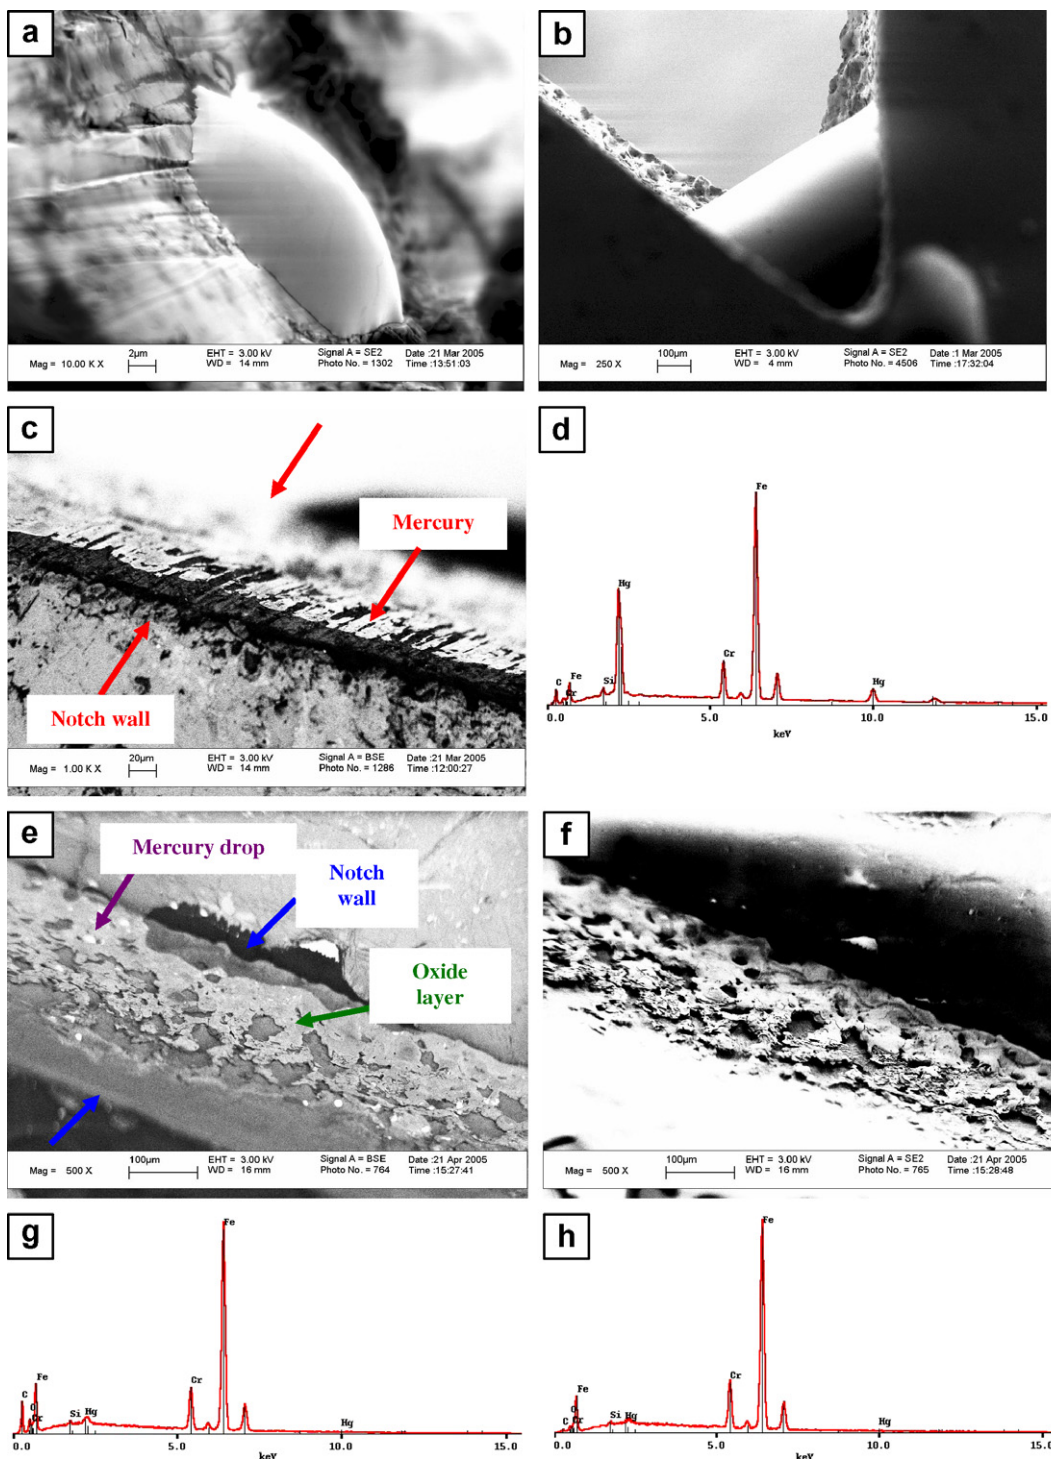 a
Mag = 10.00 K X
2µm
EHT = 3.00 kV
WD = 14 mm
Signal A = SE2
Photo No. = 1302
Date :21 Mar 2005
Time :13:51:03
b
Mag = 250 X
100µm
EHT = 3.00 kV
WD = 4 mm
Signal A = SE2
Photo No. = 4506
Date :1 Mar 2005
Time :17:32:04
c
Mercury
Notch wall
Mag = 1.00 K X
20µm
EHT = 3.00 kV
WD = 14 mm
Signal A = BSE
Photo No. = 1286
Date :21 Mar 2005
Time :12:00:27
d
Fe
Hg
Cr
Fe
C
Cr
Si
Hg
0.0 5.0 10.0 15.0
keV
e
Mercury drop
Notch
wall
Oxide
layer
Mag = 500 X
100µm
EHT = 3.00 kV
WD = 16 mm
Signal A = BSE
Photo No. = 764
Date :21 Apr 2005
Time :15:27:41
f
Mag = 500 X
100µm
EHT = 3.00 kV
WD = 16 mm
Signal A = SE2
Photo No. = 765
Date :21 Apr 2005
Time :15:28:48
g
Fe
Fe
C
O
Cr
Si
Hg
Cr
Hg
0.0 5.0 10.0 15.0
keV
h
Fe
Fe
O
C
Cr
Si
Hg
Cr
Hg
0.0 5.0 10.0 15.0
keV